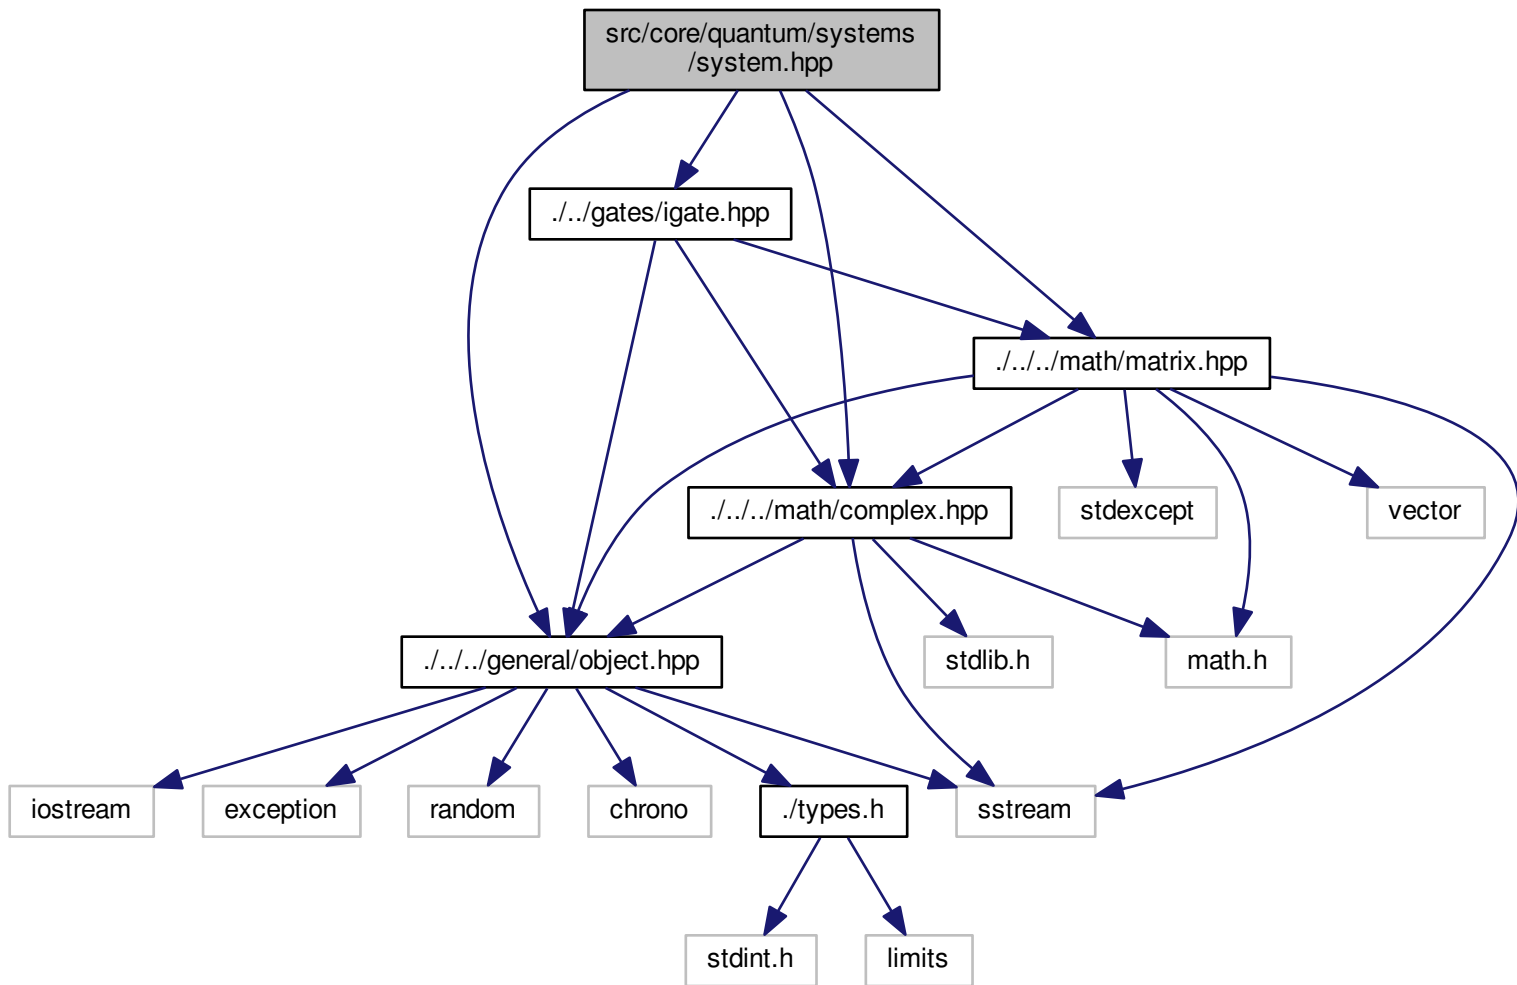 src/core/quantum/systems
/system.hpp
./../gates/igate.hpp
./../../math/matrix.hpp
./../../math/complex.hpp
stdexcept
vector
./../../general/object.hpp
stdlib.h
math.h
iostream
exception
random
chrono
./types.h
sstream
stdint.h
limits